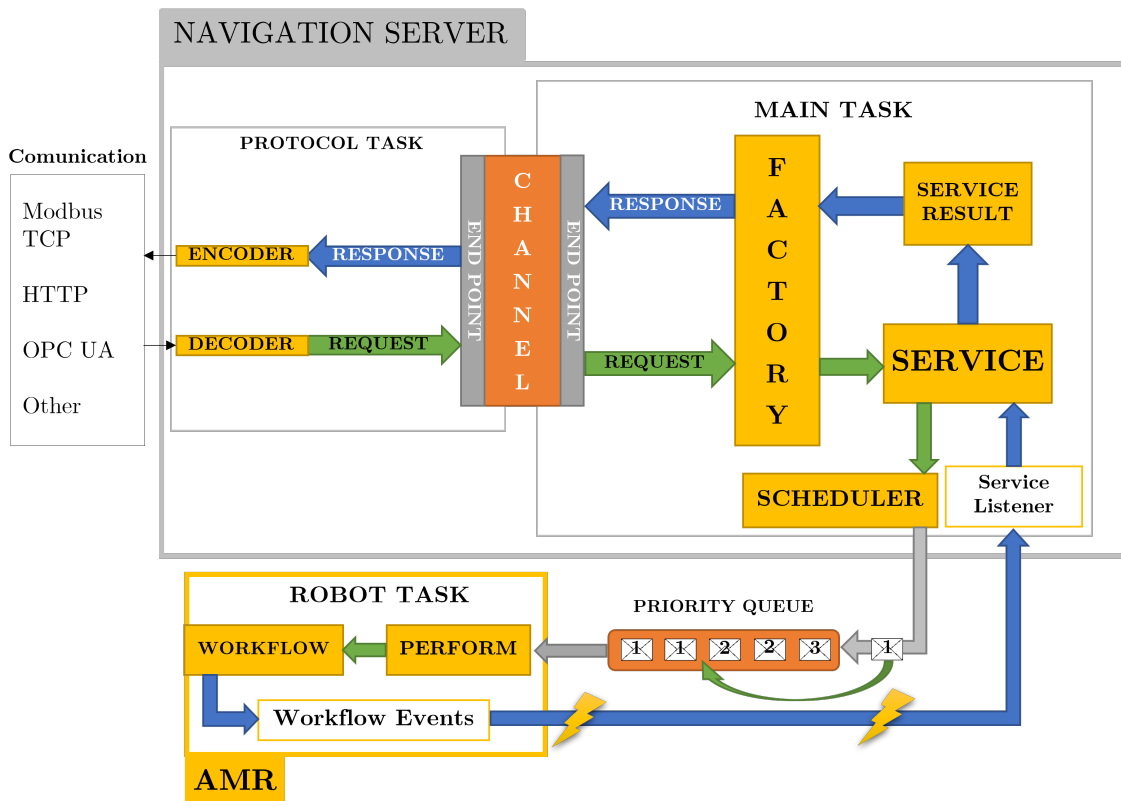 NAVIGATION SERVER
MAIN TASK
PROTOCOL TASK
Comunication
Modbus
TCP
HTTP
OPC UA
Other
ENCODER
RESPONSE
DECODER
REQUEST
END POINT
CHANNEL
END POINT
RESPONSE
REQUEST
FACTORY
SERVICE
RESULT
SERVICE
SCHEDULER
Service
Listener
ROBOT TASK
PRIORITY QUEUE
WORKFLOW
PERFORM
1 1 2 2 3 1
Workflow Events
AMR